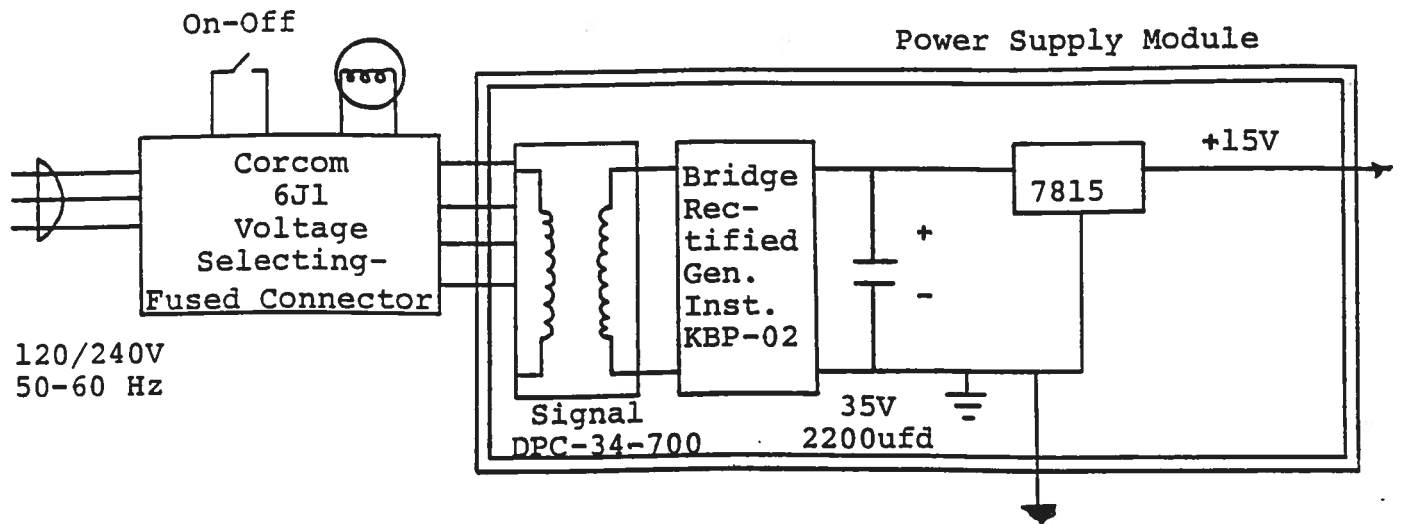 On-Off
Power Supply Module
Corcom
6J1
Voltage
Selecting-
Fused Connector
120/240V
50-60 Hz
Signal
DPC-34-700
Bridge
Rec-
tified
Gen.
Inst.
KBP-02
+
-
35V
2200ufd
7815
+15V